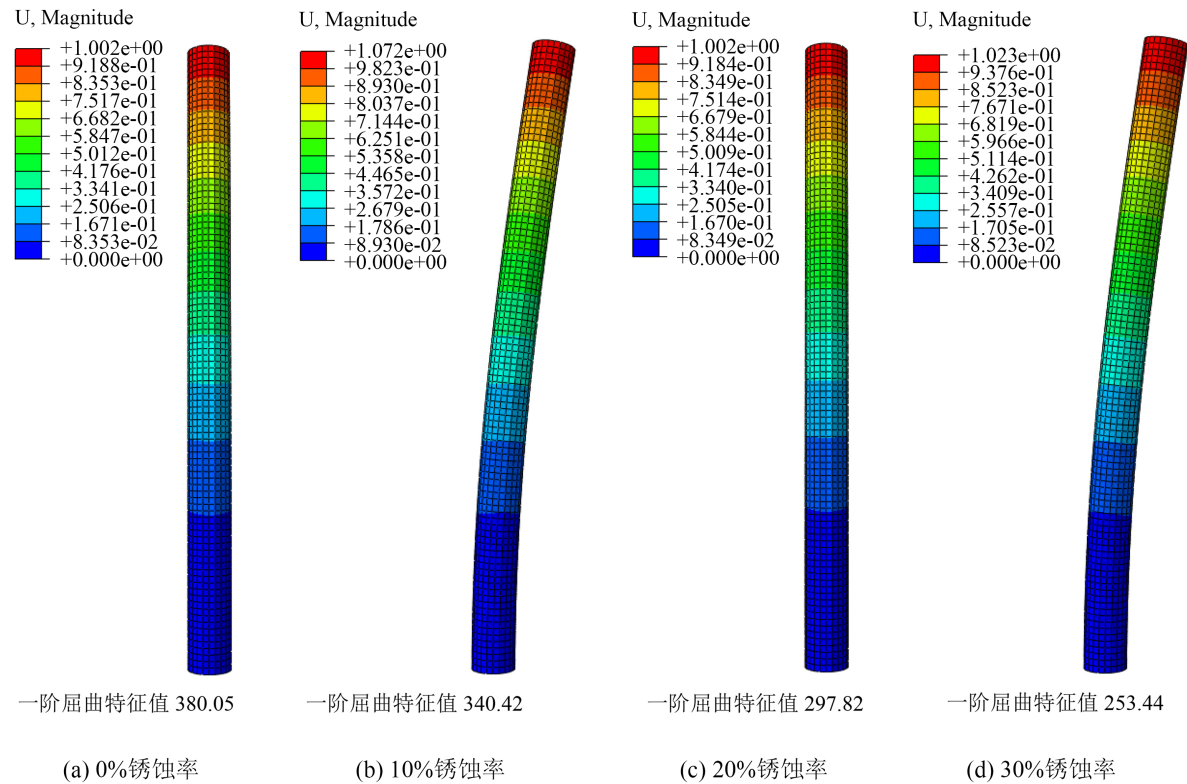 U, Magnitude
+1.002e+00
+9.188e-01
+8.353e-01
+7.517e-01
+6.682e-01
+5.847e-01
+5.012e-01
+4.176e-01
+3.341e-01
+2.506e-01
+1.671e-01
+8.353e-02
+0.000e+00
一阶屈曲特征值 380.05
(a) 0%锈蚀率
U, Magnitude
+1.072e+00
+9.823e-01
+8.930e-01
+8.037e-01
+7.144e-01
+6.251e-01
+5.358e-01
+4.465e-01
+3.572e-01
+2.679e-01
+1.786e-01
+8.930e-02
+0.000e+00
一阶屈曲特征值 340.42
(b) 10%锈蚀率
U, Magnitude
+1.002e+00
+9.184e-01
+8.349e-01
+7.514e-01
+6.679e-01
+5.844e-01
+5.009e-01
+4.174e-01
+3.340e-01
+2.505e-01
+1.670e-01
+8.349e-02
+0.000e+00
一阶屈曲特征值 297.82
(c) 20%锈蚀率
U, Magnitude
+1.023e+00
+9.376e-01
+8.523e-01
+7.671e-01
+6.819e-01
+5.966e-01
+5.114e-01
+4.262e-01
+3.409e-01
+2.557e-01
+1.705e-01
+8.523e-02
+0.000e+00
一阶屈曲特征值 253.44
(d) 30%锈蚀率